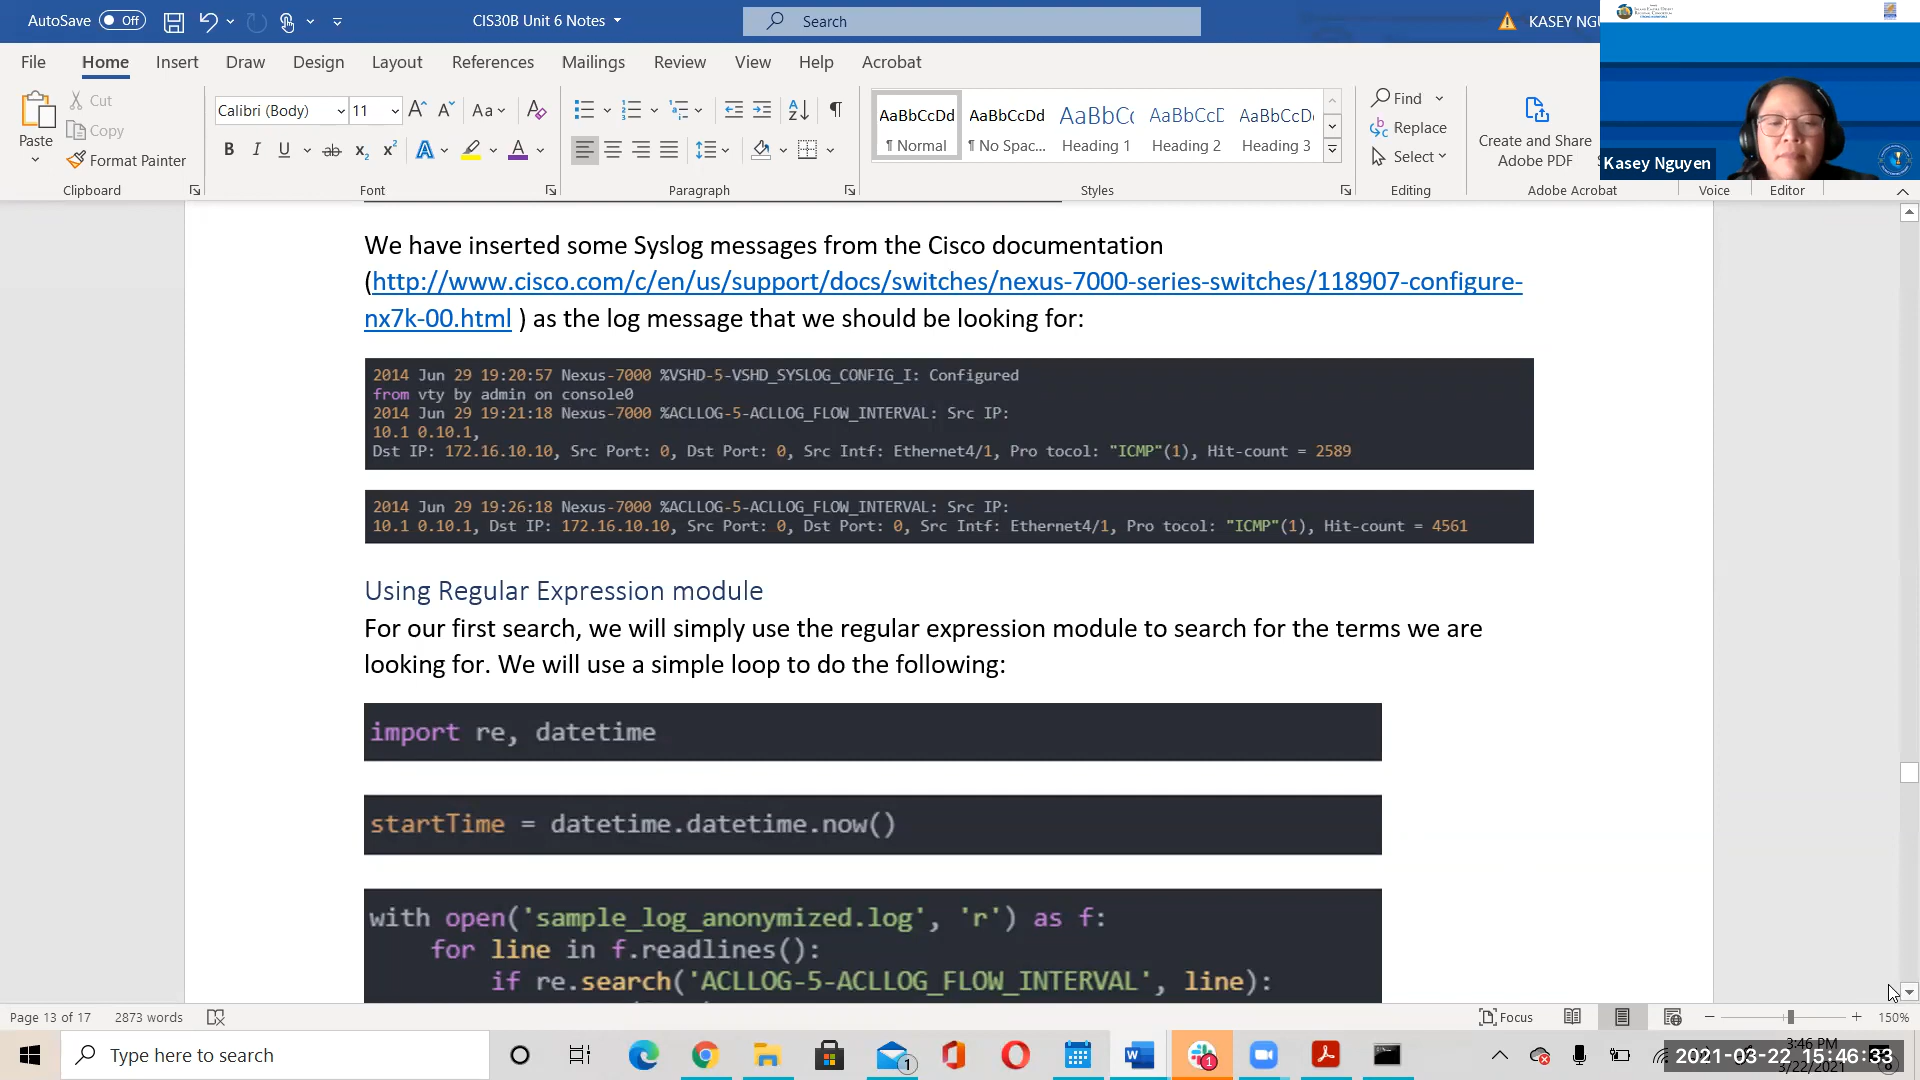 AutoSave Off CIS30B Unit 6 Notes Search KASEY NGU
File Home Insert Draw Design Layout References Mailings Review View Help Acrobat
Paste Cut Copy Format Painter
Calibri (Body) 11 Aa
AaBbCcDd AaBbCcDd AaBbCc AaBbCcD AaBbCcD
¶ Normal ¶ No Spac... Heading 1 Heading 2 Heading 3
Find
Replace
Select
Create and Share
Adobe PDF
Kasey Nguyen
Clipboard Font Paragraph Styles Editing Adobe Acrobat Voice Editor
We have inserted some Syslog messages from the Cisco documentation
(http://www.cisco.com/c/en/us/support/docs/switches/nexus-7000-series-switches/118907-configure-
nx7k-00.html ) as the log message that we should be looking for:
2014 Jun 29 19:20:57 Nexus-7000 %VSHD-5-VSHD_SYSLOG_CONFIG_I: Configured
from vty by admin on console0
2014 Jun 29 19:21:18 Nexus-7000 %ACLLOG-5-ACLLOG_FLOW_INTERVAL: Src IP:
10.1 0.10.1,
Dst IP: 172.16.10.10, Src Port: 0, Dst Port: 0, Src Intf: Ethernet4/1, Pro tocol: "ICMP"(1), Hit-count = 2589
2014 Jun 29 19:26:18 Nexus-7000 %ACLLOG-5-ACLLOG_FLOW_INTERVAL: Src IP:
10.1 0.10.1, Dst IP: 172.16.10.10, Src Port: 0, Dst Port: 0, Src Intf: Ethernet4/1, Pro tocol: "ICMP"(1), Hit-count = 4561
Using Regular Expression module
For our first search, we will simply use the regular expression module to search for the terms we are
looking for. We will use a simple loop to do the following:
import re, datetime
startTime = datetime.datetime.now()
with open('sample_log_anonymized.log', 'r') as f:
for line in f.readlines():
if re.search('ACLLOG-5-ACLLOG_FLOW_INTERVAL', line):
Page 13 of 17 2873 words Focus 150%
Type here to search
3:46 PM
3/22/2021
2021-03-22 15:46:33